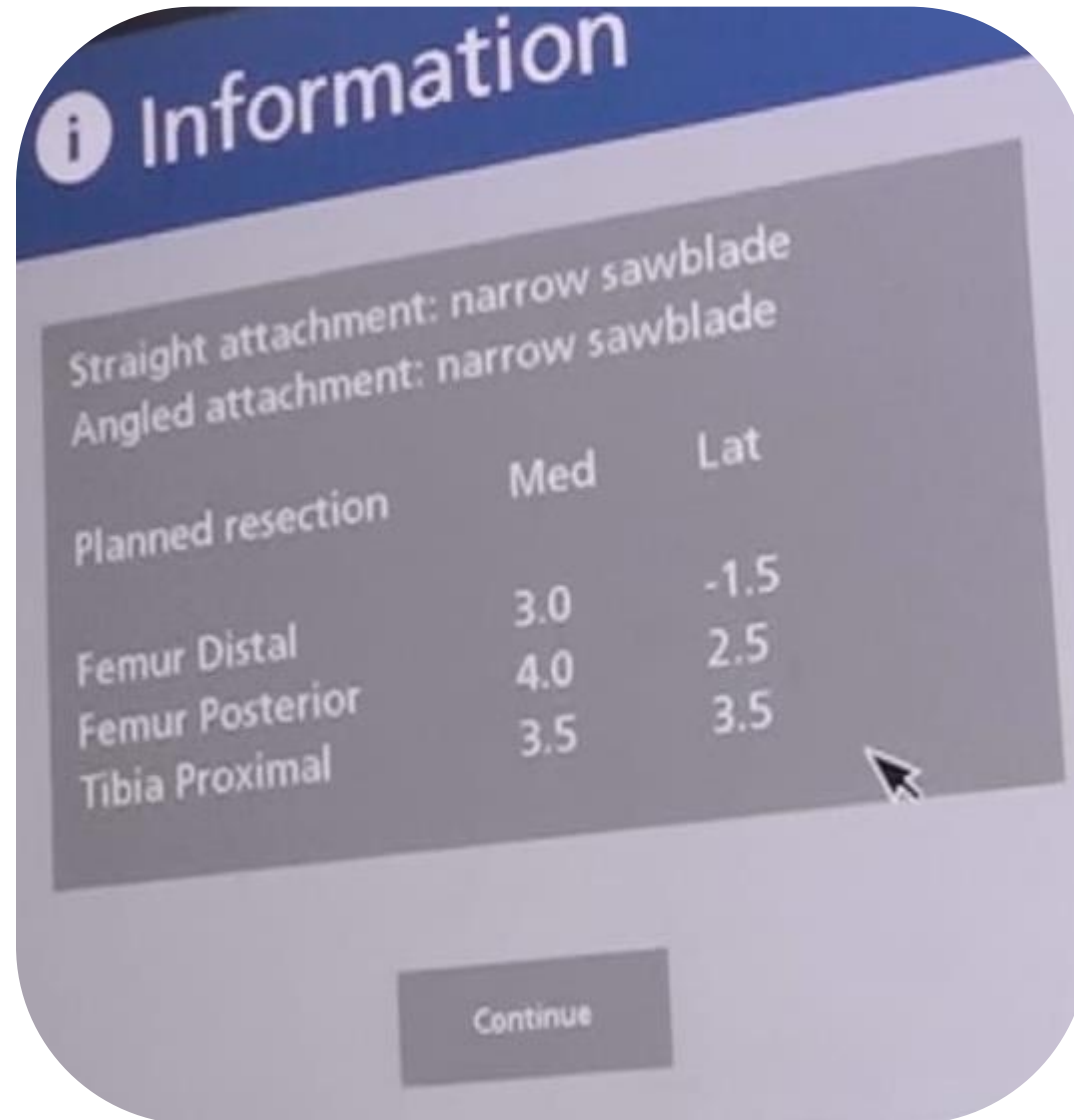 i Information
Straight attachment: narrow sawblade
Angled attachment: narrow sawblade
Planned resection Med Lat
Femur Distal 3.0 -1.5
Femur Posterior 4.0 2.5
Tibia Proximal 3.5 3.5
Continue